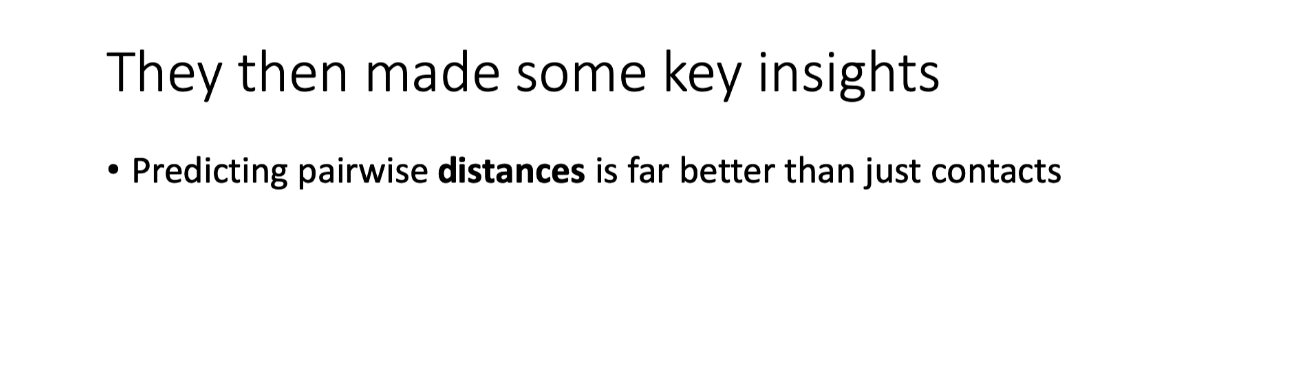 They then made some key insights
• Predicting pairwise distances is far better than just contacts